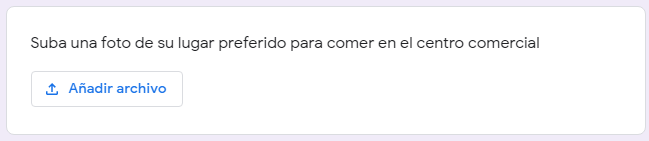 Suba una foto de su lugar preferido para comer en el centro comercial
Añadir archivo